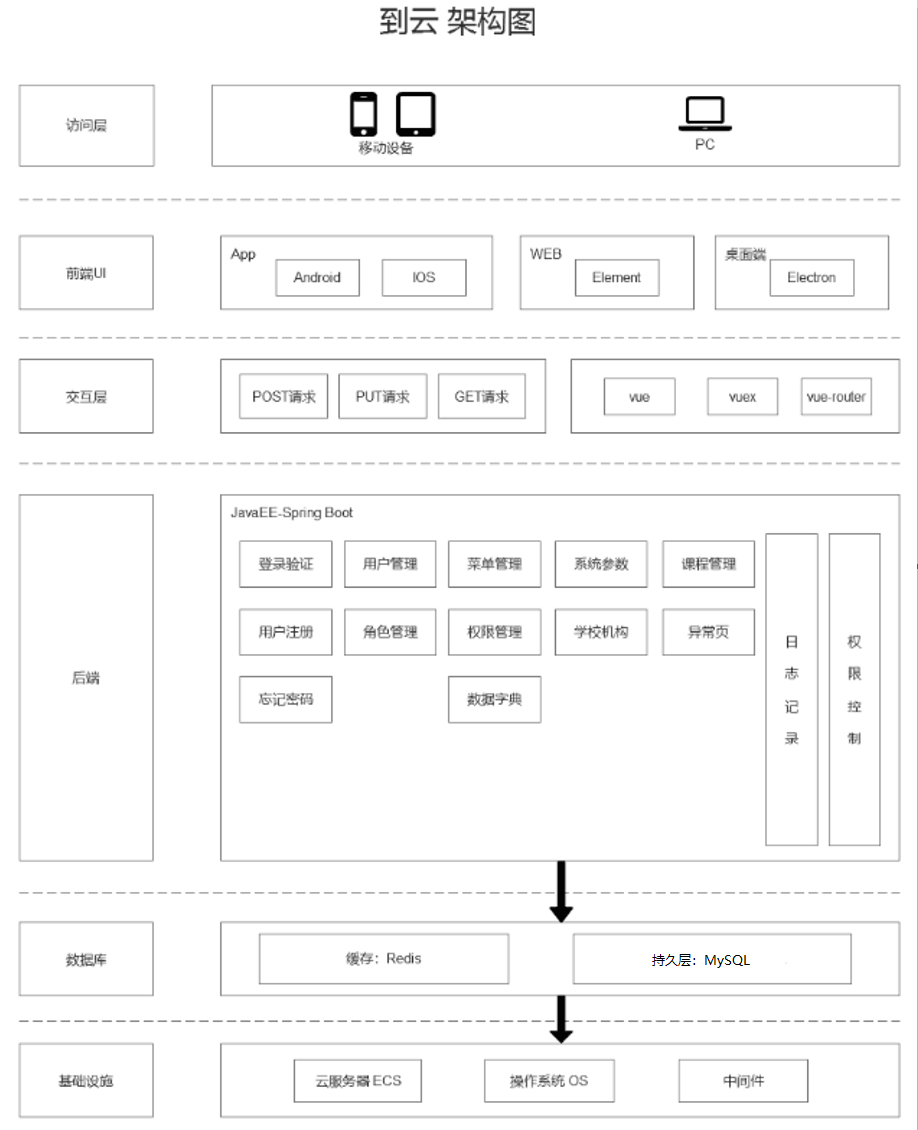 到云 架构图
访问层
移动设备
PC
前端UI
App
Android
IOS
WEB
Element
桌面端
Electron
交互层
POST请求
PUT请求
GET请求
vue
vuex
vue-router
后端
JavaEE-Spring Boot
登录验证
用户管理
菜单管理
系统参数
课程管理
用户注册
角色管理
权限管理
学校机构
异常页
忘记密码
数据字典
日志记录
权限控制
数据库
缓存：Redis
持久层：MySQL
基础设施
云服务器 ECS
操作系统 OS
中间件